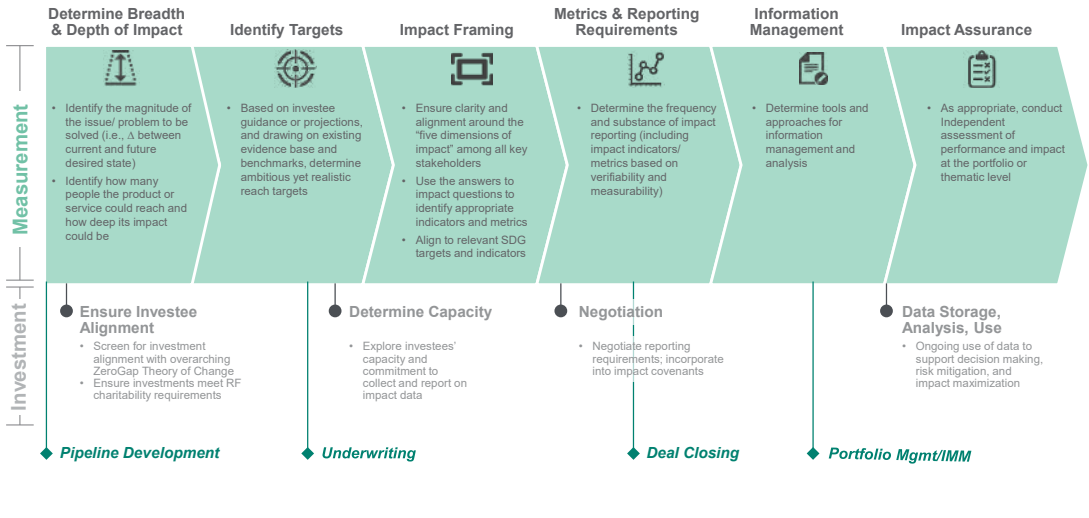 Determine Breadth
& Depth of Impact
Identify Targets
Impact Framing
Metrics & Reporting
Requirements
Information
Management
Impact Assurance
Measurement
• Identify the magnitude of
the issue/ problem to be
solved (i.e., Δ between
current and future
desired state)
• Identify how many
people the product or
service could reach and
how deep its impact
could be
• Based on investee
guidance or projections,
and drawing on existing
evidence base and
benchmarks, determine
ambitious yet realistic
reach targets
• Ensure clarity and
alignment around the
“five dimensions of
impact” among all key
stakeholders
• Use the answers to
impact questions to
identify appropriate
indicators and metrics
• Align to relevant SDG
targets and indicators
• Determine the frequency
and substance of impact
reporting (including
impact indicators/
metrics based on
verifiability and
measurability)
• Determine tools and
approaches for
information
management and
analysis
• As appropriate, conduct
Independent
assessment of
performance and impact
at the portfolio or
thematic level
Investment
Ensure Investee
Alignment
• Screen for investment
alignment with overarching
ZeroGap Theory of Change
• Ensure investments meet RF
charitability requirements
Determine Capacity
• Explore investees’
capacity and
commitment to
collect and report on
impact data
Negotiation
• Negotiate reporting
requirements; incorporate
into impact covenants
Data Storage,
Analysis, Use
• Ongoing use of data to
support decision making,
risk mitigation, and
impact maximization
Pipeline Development
Underwriting
Deal Closing
Portfolio Mgmt/IMM